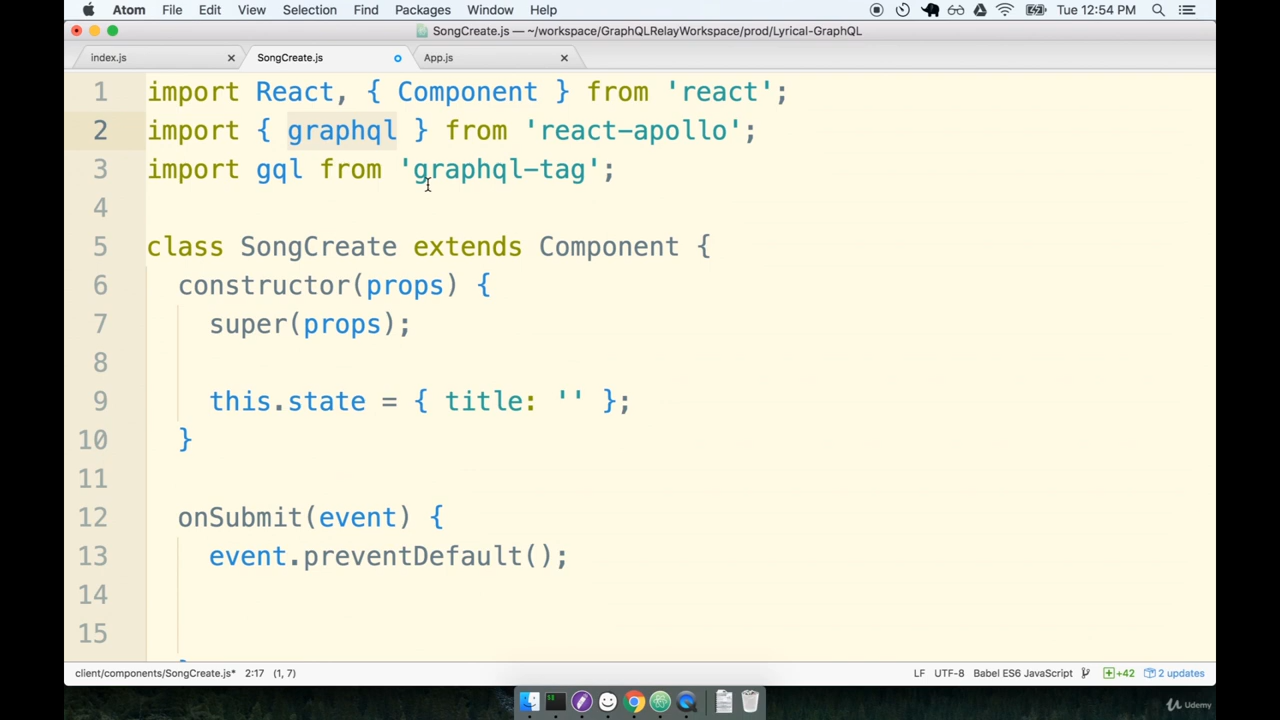 Atom File Edit View Selection Find Packages Window Help Tue 12:54 PM
SongCreate.js — ~/workspace/GraphQLRelayWorkspace/prod/Lyrical-GraphQL
index.js SongCreate.js App.js
1 import React, { Component } from 'react';
2 import { graphql } from 'react-apollo';
3 import gql from 'graphql-tag';
4
5 class SongCreate extends Component {
6 constructor(props) {
7 super(props);
8
9 this.state = { title: '' };
10 }
11
12 onSubmit(event) {
13 event.preventDefault();
14
15
client/components/SongCreate.js* 2:17 (1, 7) LF UTF-8 Babel ES6 JavaScript +42 2 updates
Udemy